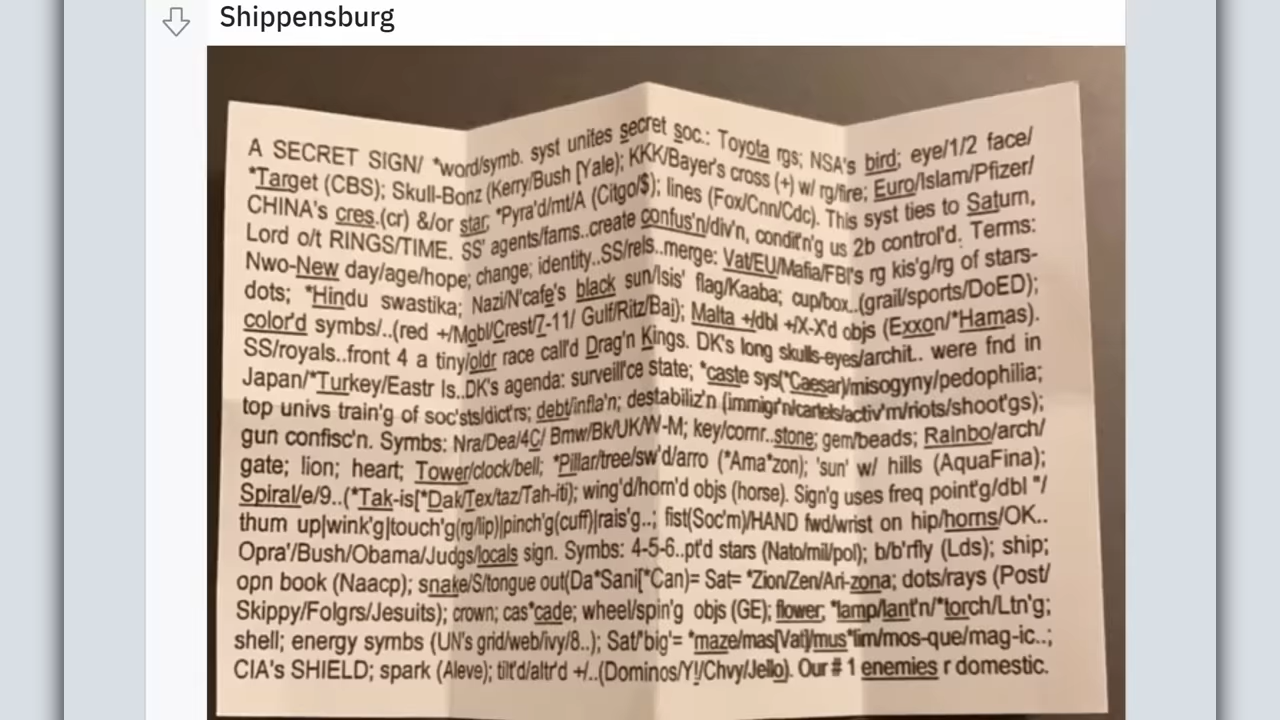 Shippensburg
A SECRET SIGN/ *word/symb. syst unites secret soc.: Toyota rgs; NSA's bird; eye/1/2 face/
*Target (CBS); Skull-Bonz (Kerry/Bush [Yale); KKK/Bayer's cross (+) w/ rg/fire; Euro/Islam/Pfizer/
CHINA's cres.(cr) &/or star; *Pyra'd/mt/A (Citgo/$); lines (Fox/Cnn/Cdc). This syst ties to Saturn,
Lord o/t RINGS/TIME. SS' agents/fams..create confus'n/div'n, condit'n'g us 2b control'd. Terms:
Nwo-New day/age/hope; change; identity..SS/rels..merge: Vat/EU/Mafia/FBI's rg kis'g/rg of stars-
dots; *Hindu swastika; Nazi/N'cafe's black sun/Isis' flag/Kaaba; cup/box..(grail/sports/DoED);
color'd symbs/..(red +/Mobl/Crest/7-11/ Gulf/Ritz/Baj); Malta +/dbl +/X-X'd objs (Exxon/*Hamas).
SS/royals..front 4 a tiny/oldr race call'd Drag'n Kings. DK's long skulls-eyes/archit.. were fnd in
Japan/*Turkey/Eastr Is..DK's agenda: surveill'ce state; *caste sys(*Caesar)/misogyny/pedophilia;
top univs train'g of soc'sts/dict'rs; debt/infla'n; destabiliz'n (immigr'n/cartels/activ'm/riots/shoot'gs);
gun confisc'n. Symbs: Nra/Dea/4C/ Bmw/Bk/UK/W-M; key/cornr..stone; gem/beads; Rainbo/arch/
gate; lion; heart; Tower/clock/bell; *Pillar/tree/sw'd/arro (*Ama*zon); 'sun' w/ hills (AquaFina);
Spiral/e/9..(*Tak-is[*Dak/Tex/taz/Tah-iti); wing'd/horn'd objs (horse). Sign'g uses freq point'g/dbl "/
thum up|wink'g|touch'g(rg/lip)|pinch'g(cuff)|rais'g..; fist(Soc'm)/HAND fwd/wrist on hip/horns/OK..
Opra'/Bush/Obama/Judgs/locals sign. Symbs: 4-5-6..pt'd stars (Nato/mil/pol); b/b'rfly (Lds); ship;
opn book (Naacp); snake/S/tongue out(Da*Sani[*Can)= Sat= *Zion/Zen/Ari-zona; dots/rays (Post/
Skippy/Folgrs/Jesuits); crown; cas*cade; wheel/spin'g objs (GE); flower; *lamp/lant'n/*torch/Ltn'g;
shell; energy symbs (UN's grid/web/ivy/8..); Sat/'big'= *maze/mas[Vat]/mus*lim/mos-que/mag-ic..;
CIA's SHIELD; spark (Aleve); tilt'd/altr'd +/..(Dominos/Y!/Chvy/Jello). Our # 1 enemies r domestic.